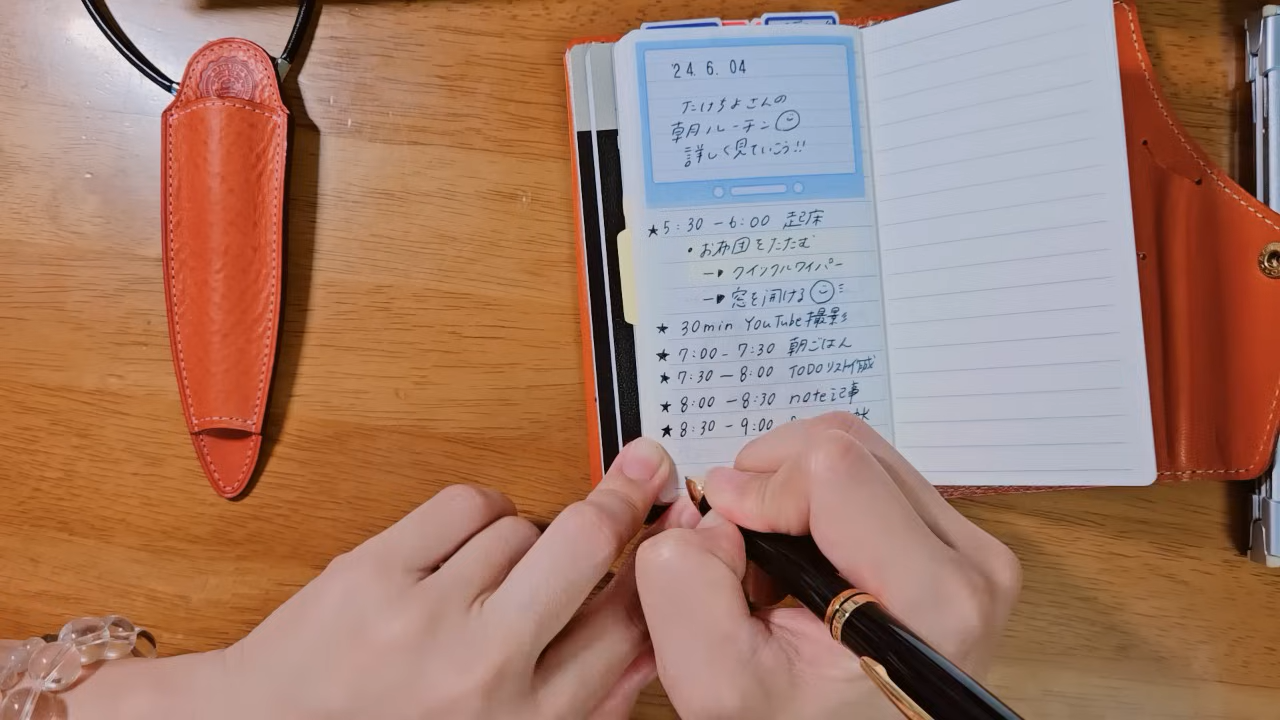 24. 6. 04
たけちよさんの
朝ルーチン
詳しく見ていこう!!
★5:30 -6:00 起床
・お布団をたたむ
→ クイックルワイパー
→ 窓を開ける
★ 30min YouTube撮影
★ 7:00 - 7:30 朝ごはん
★ 7:30 - 8:00 TODOリスト作成
★ 8:00 - 8:30 note記事
★ 8:30 - 9:00